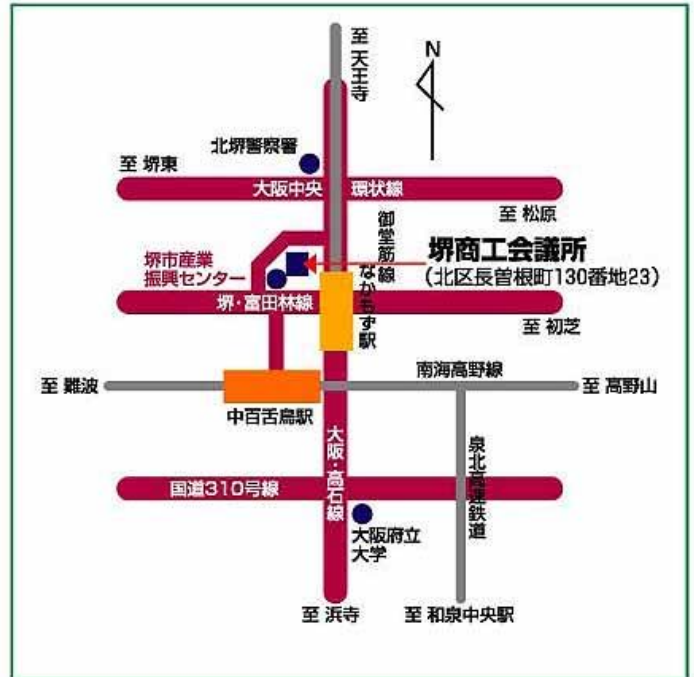 至 天王寺
N
北堺警察署
至 堺東
大阪中央 環状線
至 松原
御堂筋線
堺商工会議所
(北区長曽根町130番地23)
堺市産業
振興センター
なかもず駅
堺・富田林線
至 初芝
南海高野線
至 難波
至 高野山
中百舌鳥駅
大阪・高石線
泉北高速鉄道
国道310号線
大阪府立
大学
至 浜寺
至 和泉中央駅